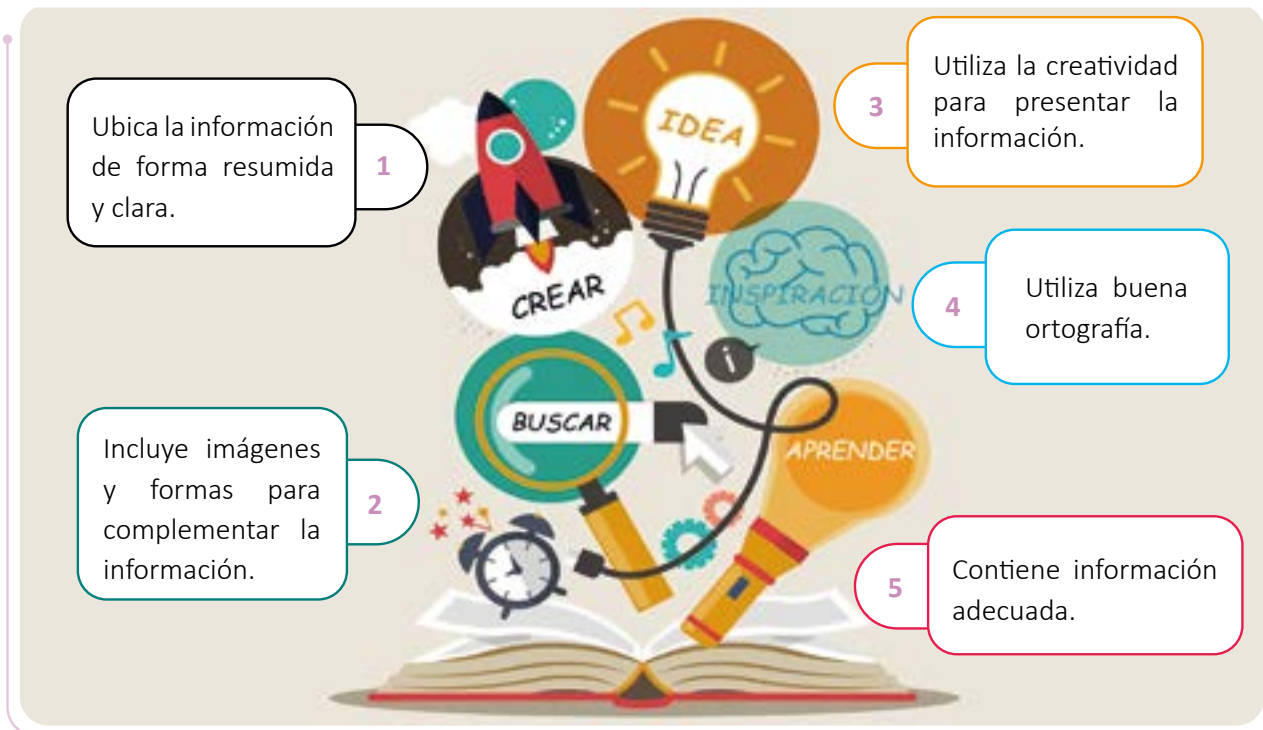 Ubica la información
de forma resumida
y clara.
1
Incluye imágenes
y formas para
complementar la
información.
2
Utiliza la creatividad
para presentar la
información.
3
Utiliza buena
ortografía.
4
Contiene información
adecuada.
5
IDEA
CREAR
INSPIRACION
i
BUSCAR
APRENDER